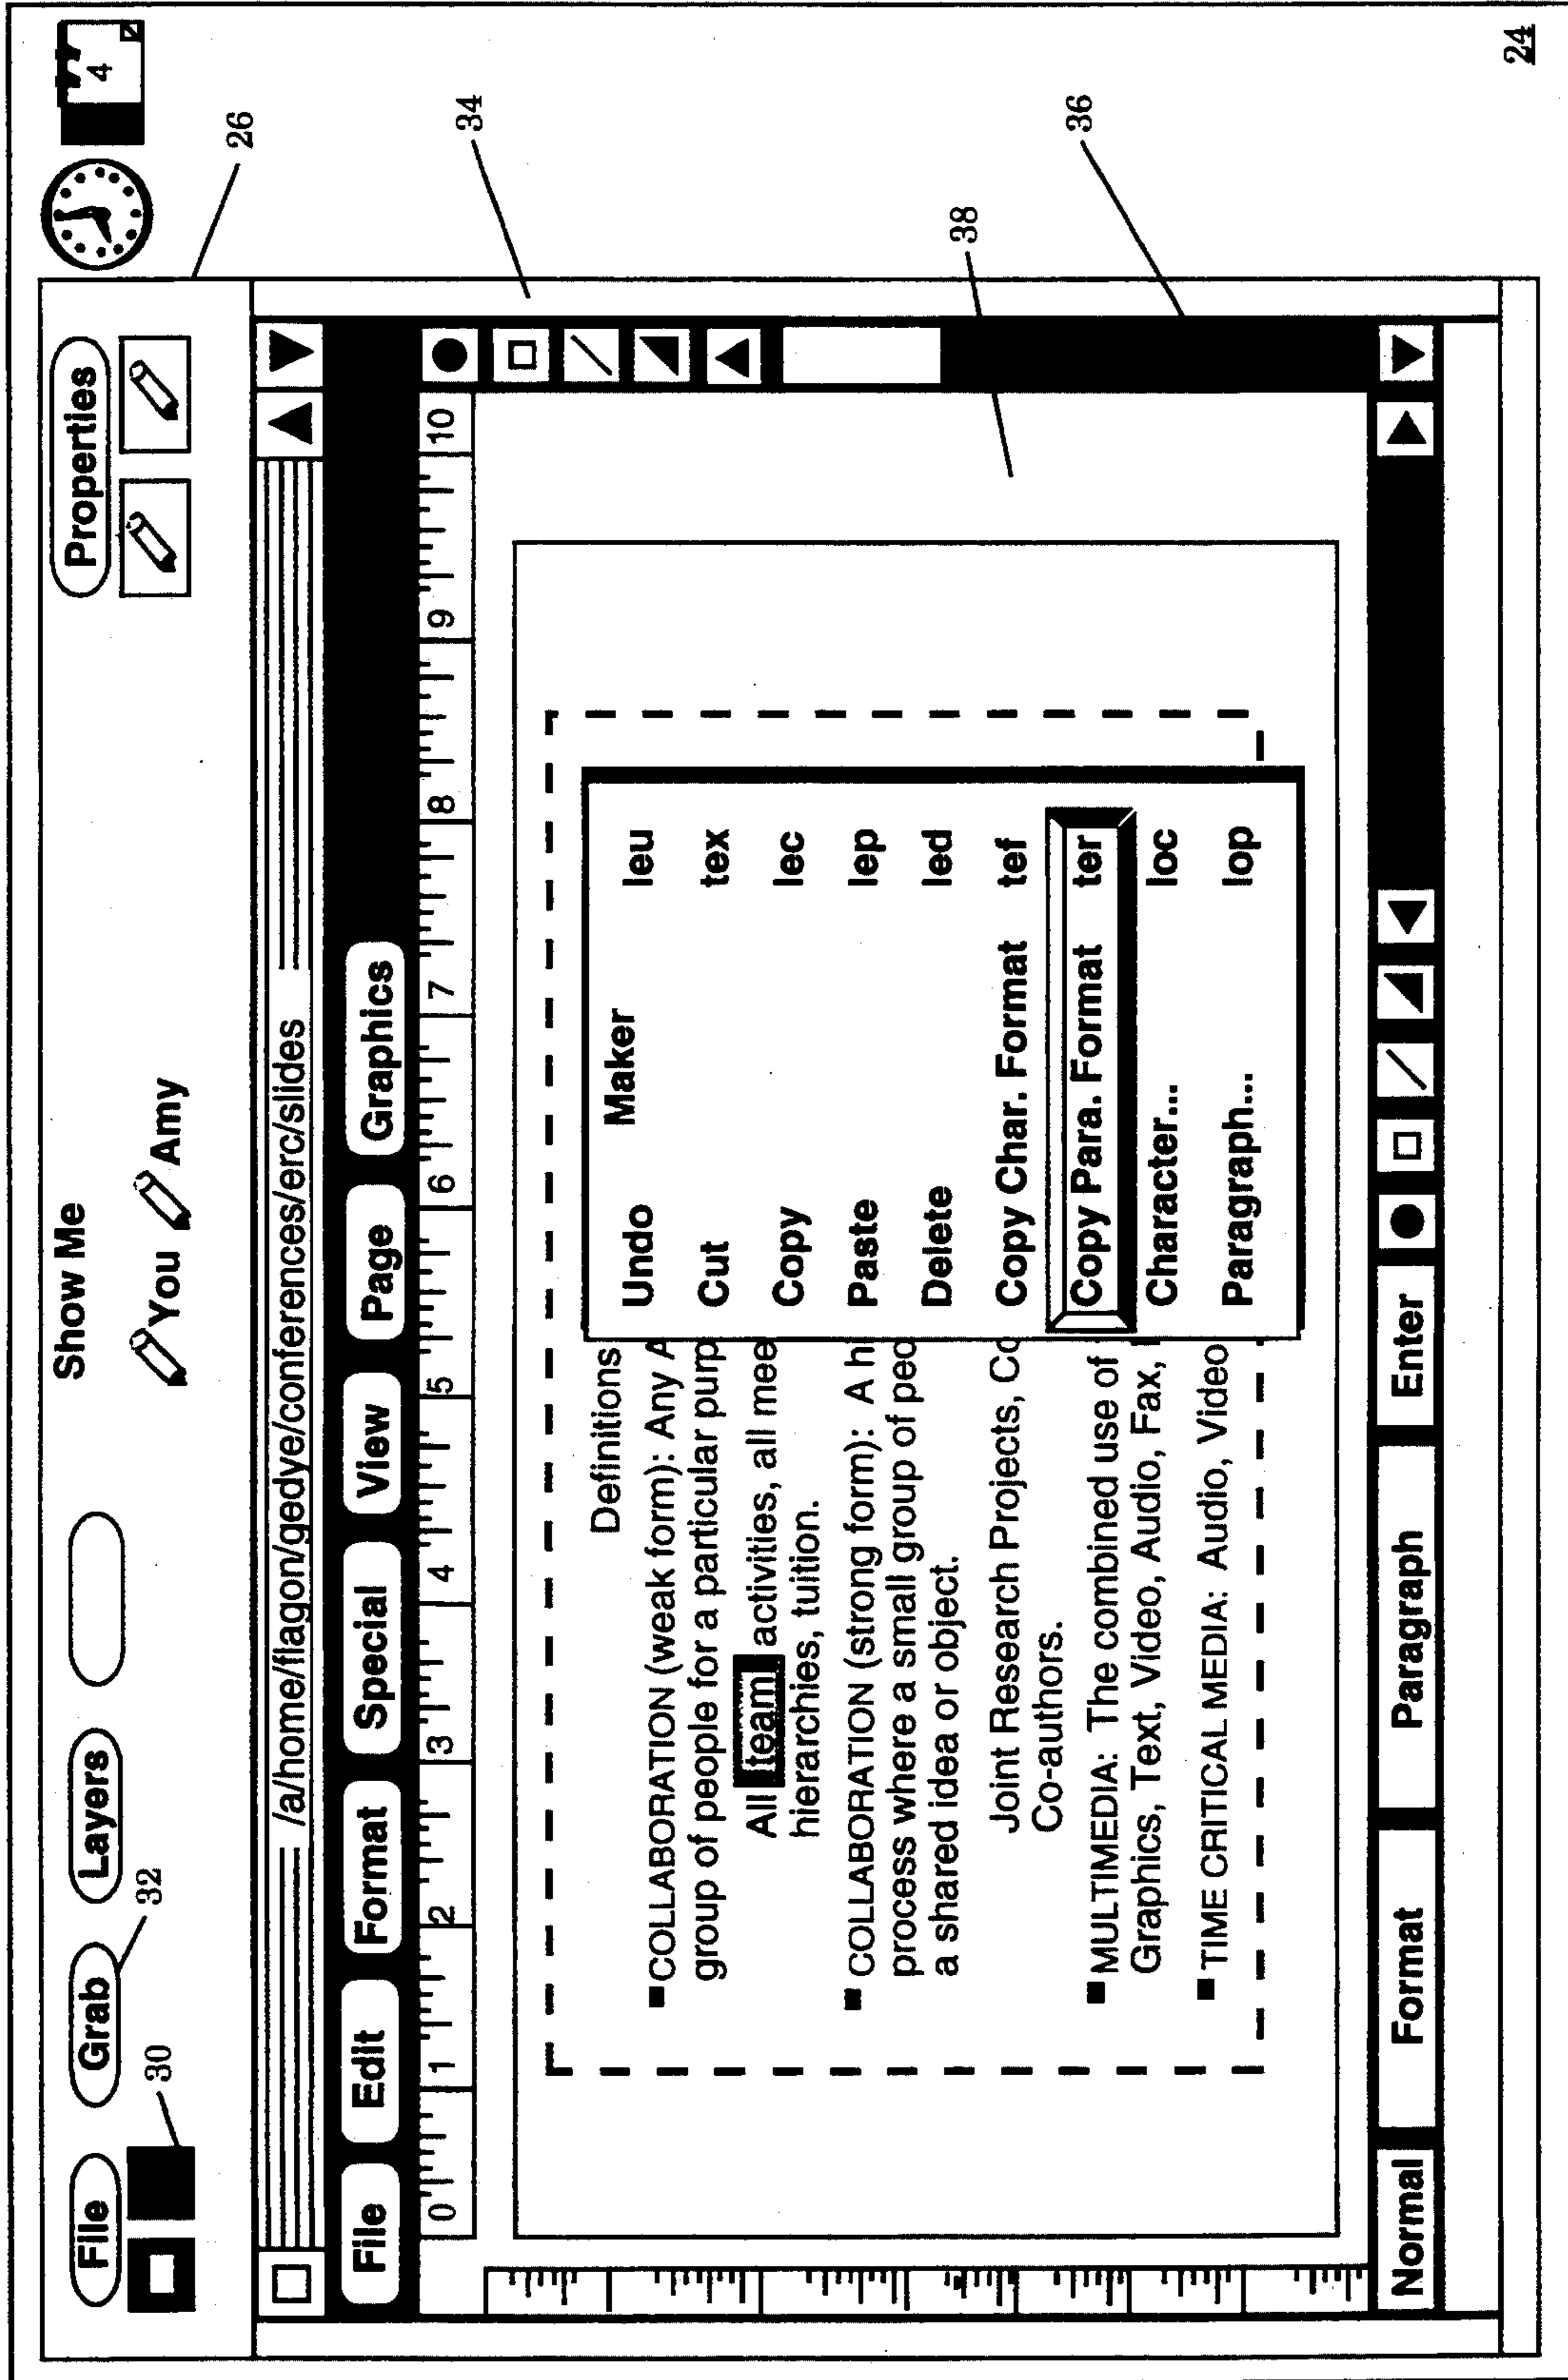 Show Me
4
File
Grab
Layers
Properties
You
Amy
30
32
26
/a/home/flagon/gedye/conferences/erc/slides
34
File Edit Format Special View Page Graphics
0 1 2 3 4 5 6 7 8 9 10
Definitions
■COLLABORATION (weak form): Any A
group of people for a particular purp
All team activities, all mee
hierarchies, tuition.
■ COLLABORATION (strong form): A h
process where a small group of peo
a shared idea or object.
Joint Research Projects, Co
Co-authors.
■ MULTIMEDIA: The combined use of
Graphics, Text, Video, Audio, Fax,
■ TIME CRITICAL MEDIA: Audio, Video
Maker
Undo leu
Cut tex
Copy lec
Paste lep
Delete led
Copy Char. Format tef
Copy Para. Format ter
Character... loc
Paragraph... lop
38
36
Normal Format Paragraph Enter
24